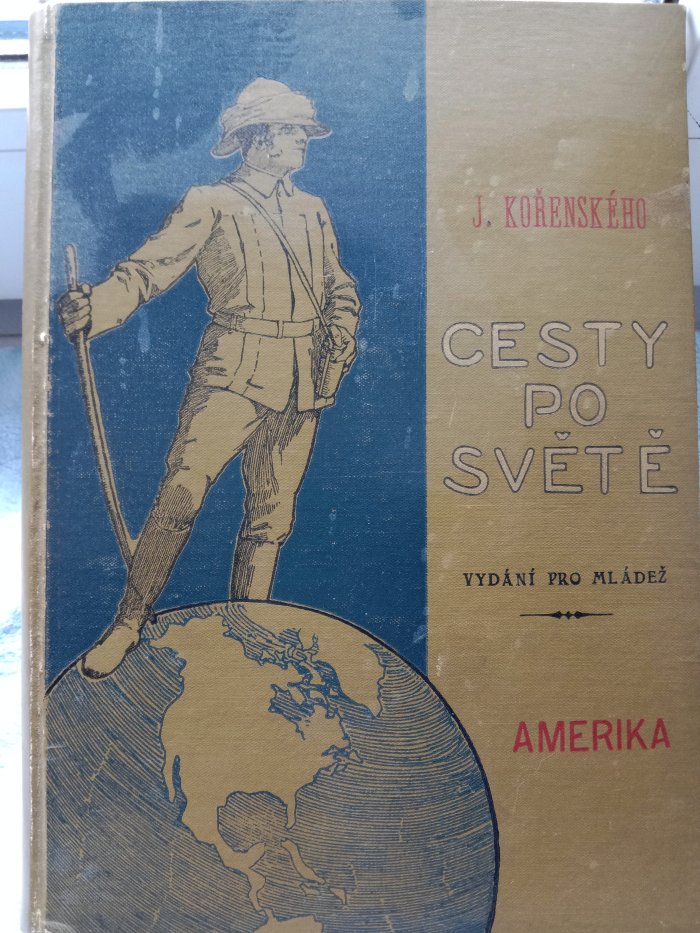 J. KOŘENSKÉHO
CESTY
PO
SVĚTĚ
VYDÁNÍ PRO MLÁDEŽ
AMERIKA